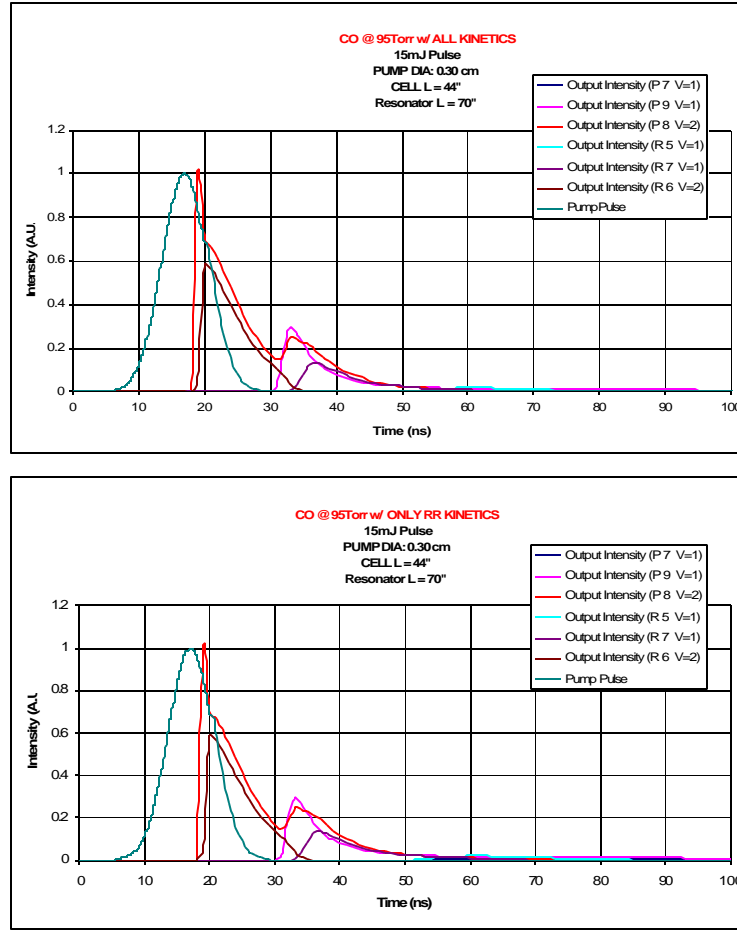 CO @ 95Torr w/ ALL KINETICS
15mJ Pulse
PUMP DIA: 0.30 cm
CELL L = 44"
Resonator L = 70"
Output Intensity (P 7 V=1)
Output Intensity (P 9 V=1)
Output Intensity (P 8 V=2)
Output Intensity (R 5 V=1)
Output Intensity (R 7 V=1)
Output Intensity (R 6 V=2)
Pump Pulse
Intensity (A.U.
1.2
1
0.8
0.6
0.4
0.2
0
0 10 20 30 40 50 60 70 80 90 100
Time (ns)
CO @ 95Torr w/ ONLY RR KINETICS
15mJ Pulse
PUMP DIA: 0.30 cm
CELL L = 44"
Resonator L = 70"
Output Intensity (P 7 V=1)
Output Intensity (P 9 V=1)
Output Intensity (P 8 V=2)
Output Intensity (R 5 V=1)
Output Intensity (R 7 V=1)
Output Intensity (R 6 V=2)
Pump Pulse
Intensity (A.U.
1.2
1
0.8
0.6
0.4
0.2
0
0 10 20 30 40 50 60 70 80 90 100
Time (ns)